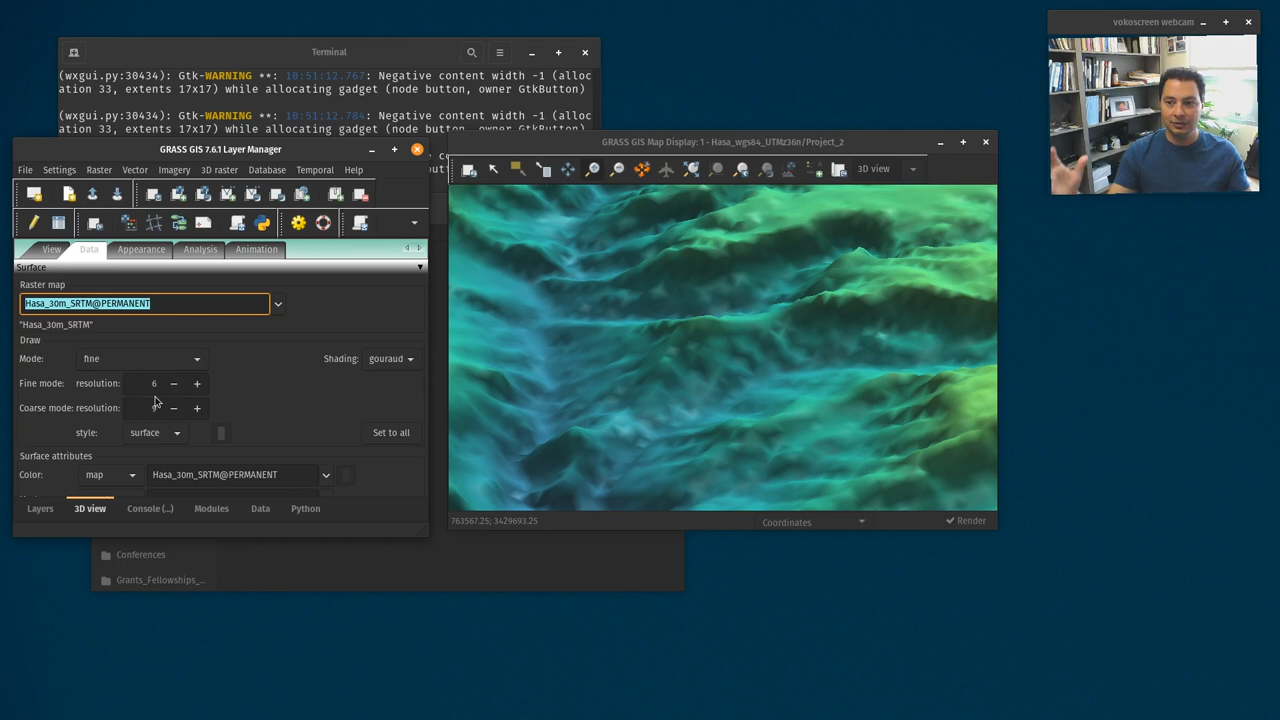 vokoscreen webcam
Terminal
(wxgui.py:30434): Gtk-WARNING **: 10:51:12.767: Negative content width -1 (alloc
ation 33, extents 17x17) while allocating gadget (node button, owner GtkButton)
(wxgui.py:30434): Gtk-WARNING **: 10:51:12.784: Negative content width -1 (alloc
ation 33, extents 17x17) while allocating gadget (node button, owner GtkButton)
GRASS GIS 7.6.1 Layer Manager
File Settings Raster Vector Imagery 3D raster Database Temporal Help
View Data Appearance Analysis Animation
Surface
Raster map
Hasa_30m_SRTM@PERMANENT
"Hasa_30m_SRTM"
Draw
Mode: fine Shading: gouraud
Fine mode: resolution: 6
Coarse mode: resolution: 9
style: surface Set to all
Surface attributes
Color: map Hasa_30m_SRTM@PERMANENT
Layers 3D view Console (...) Modules Data Python
GRASS GIS Map Display: 1 - Hasa_wgs84_UTMz36n/Project_2
3D view
763567.25; 3429693.25 Coordinates Render
Conferences
Grants_Fellowships_...